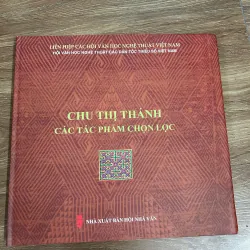 LIÊN HIỆP CÁC HỘI VĂN HỌC NGHỆ THUẬT VIỆT NAM
HỘI VĂN HỌC NGHỆ THUẬT CÁC DÂN TỘC THIỂU SỐ VIỆT NAM
CHU THỊ THÁNH
CÁC TÁC PHẨM CHỌN LỌC
NHÀ XUẤT BẢN HỘI NHÀ VĂN